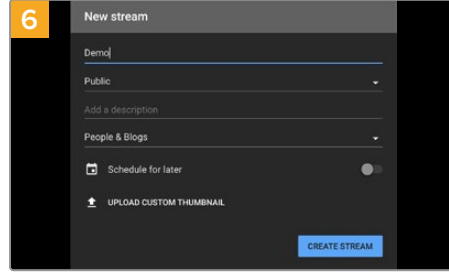 6
New stream
Demo
Public
Add a description
People & Blogs
Schedule for later
UPLOAD CUSTOM THUMBNAIL
CREATE STREAM